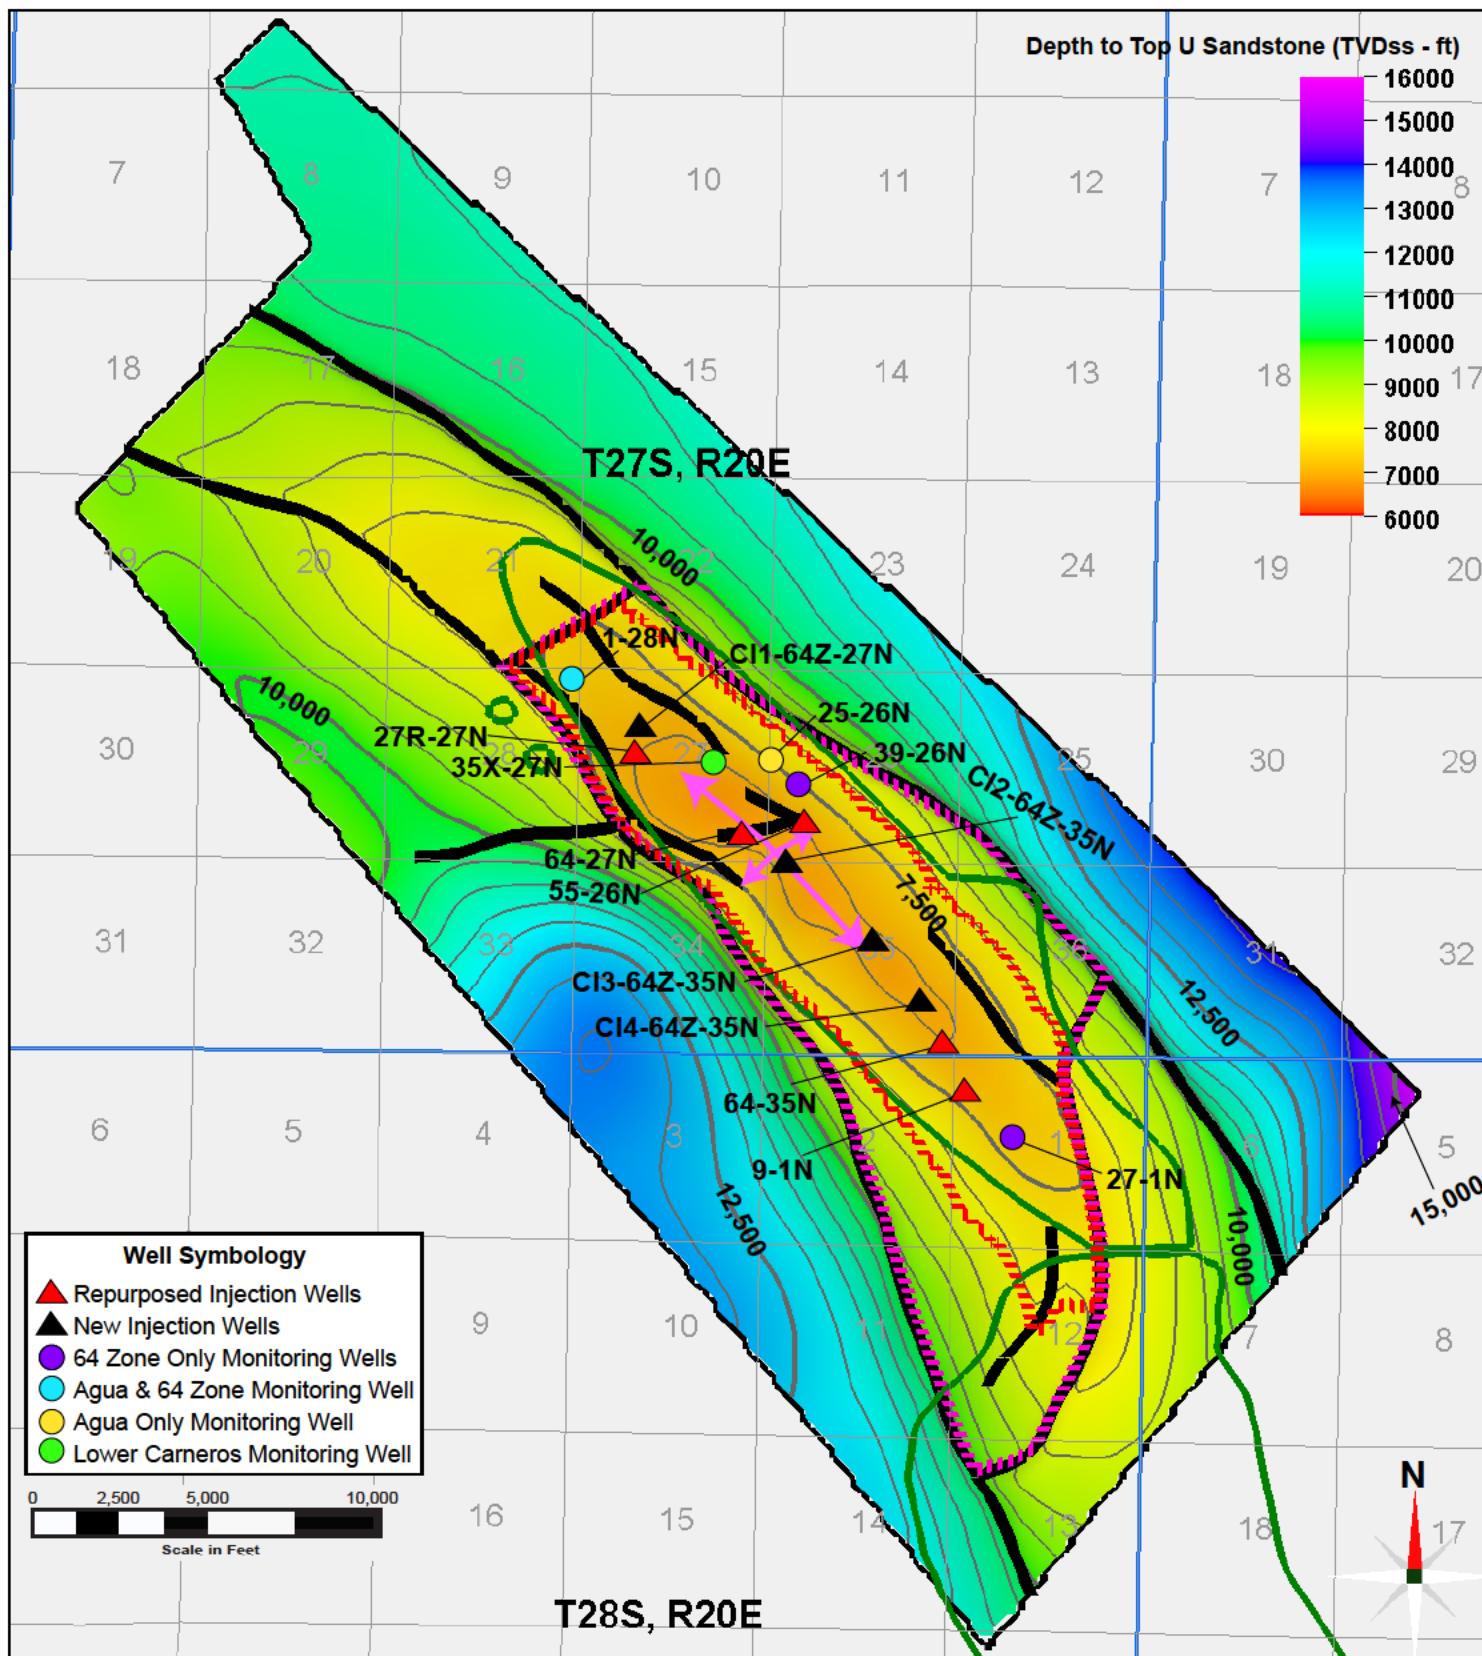 Depth to Top U Sandstone (TVDss - ft)
16000
15000
14000
13000
12000
11000
10000
9000
8000
7000
6000
7
8
9
10
11
12
7
8
18
17
16
15
14
13
18
17
T27S, R20E
10,000
19
20
21
22
23
24
19
20
1-28N
CI1-64Z-27N
10,000
25-26N
27R-27N
39-26N
30
29
28
27
25
30
29
35X-27N
CI2-64Z-35N
64-27N
55-26N
7,500
31
32
33
34
35
36
31
32
CI3-64Z-35N
12,500
CI4-64Z-35N
64-35N
6
5
4
3
2
1
6
5
9-1N
27-1N
15,000
12,500
10,000
Well Symbology
Repurposed Injection Wells
New Injection Wells
64 Zone Only Monitoring Wells
Agua & 64 Zone Monitoring Well
Agua Only Monitoring Well
Lower Carneros Monitoring Well
9
10
11
12
7
8
0 2,500 5,000 10,000
Scale in Feet
N
16
15
14
13
18
17
T28S, R20E